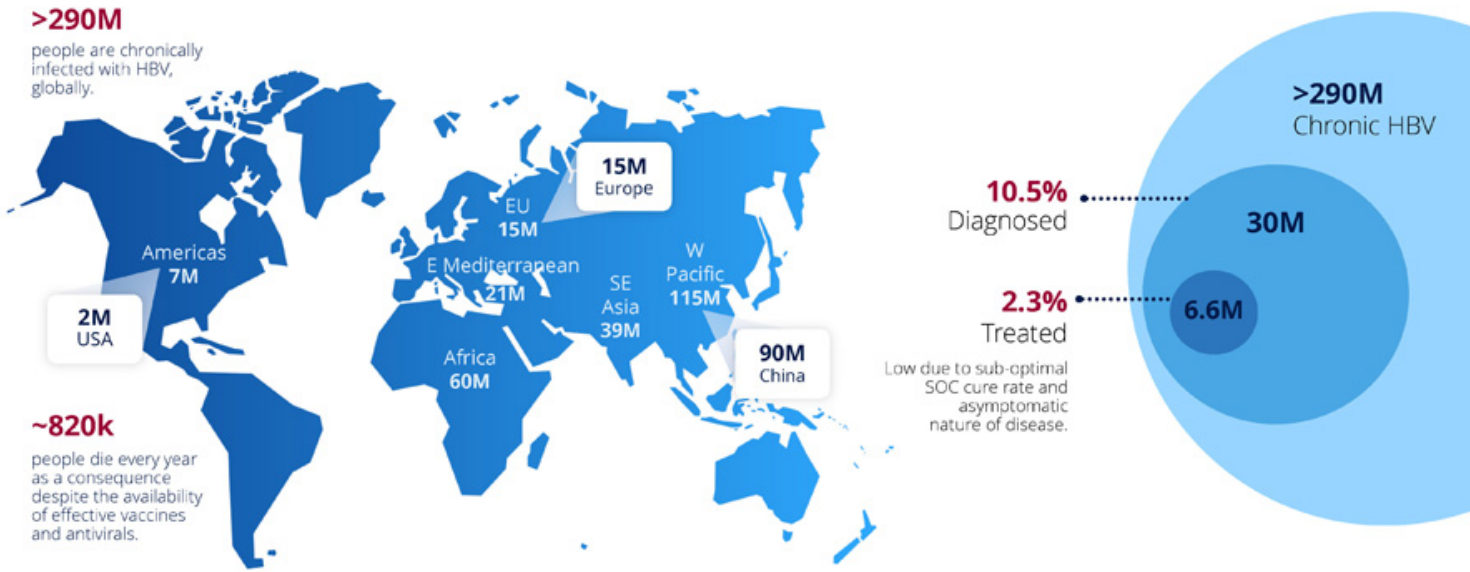 >290M
people are chronically
infected with HBV,
globally.
15M
Europe
EU
15M
Americas
7M
E Mediterranean
21M
W
Pacific
115M
SE
Asia
39M
2M
USA
Africa
60M
90M
China
~820k
people die every year
as a consequence
despite the availability
of effective vaccines
and antivirals.
>290M
Chronic HBV
10.5%
Diagnosed
30M
2.3%
Treated
6.6M
Low due to sub-optimal
SOC cure rate and
asymptomatic
nature of disease.